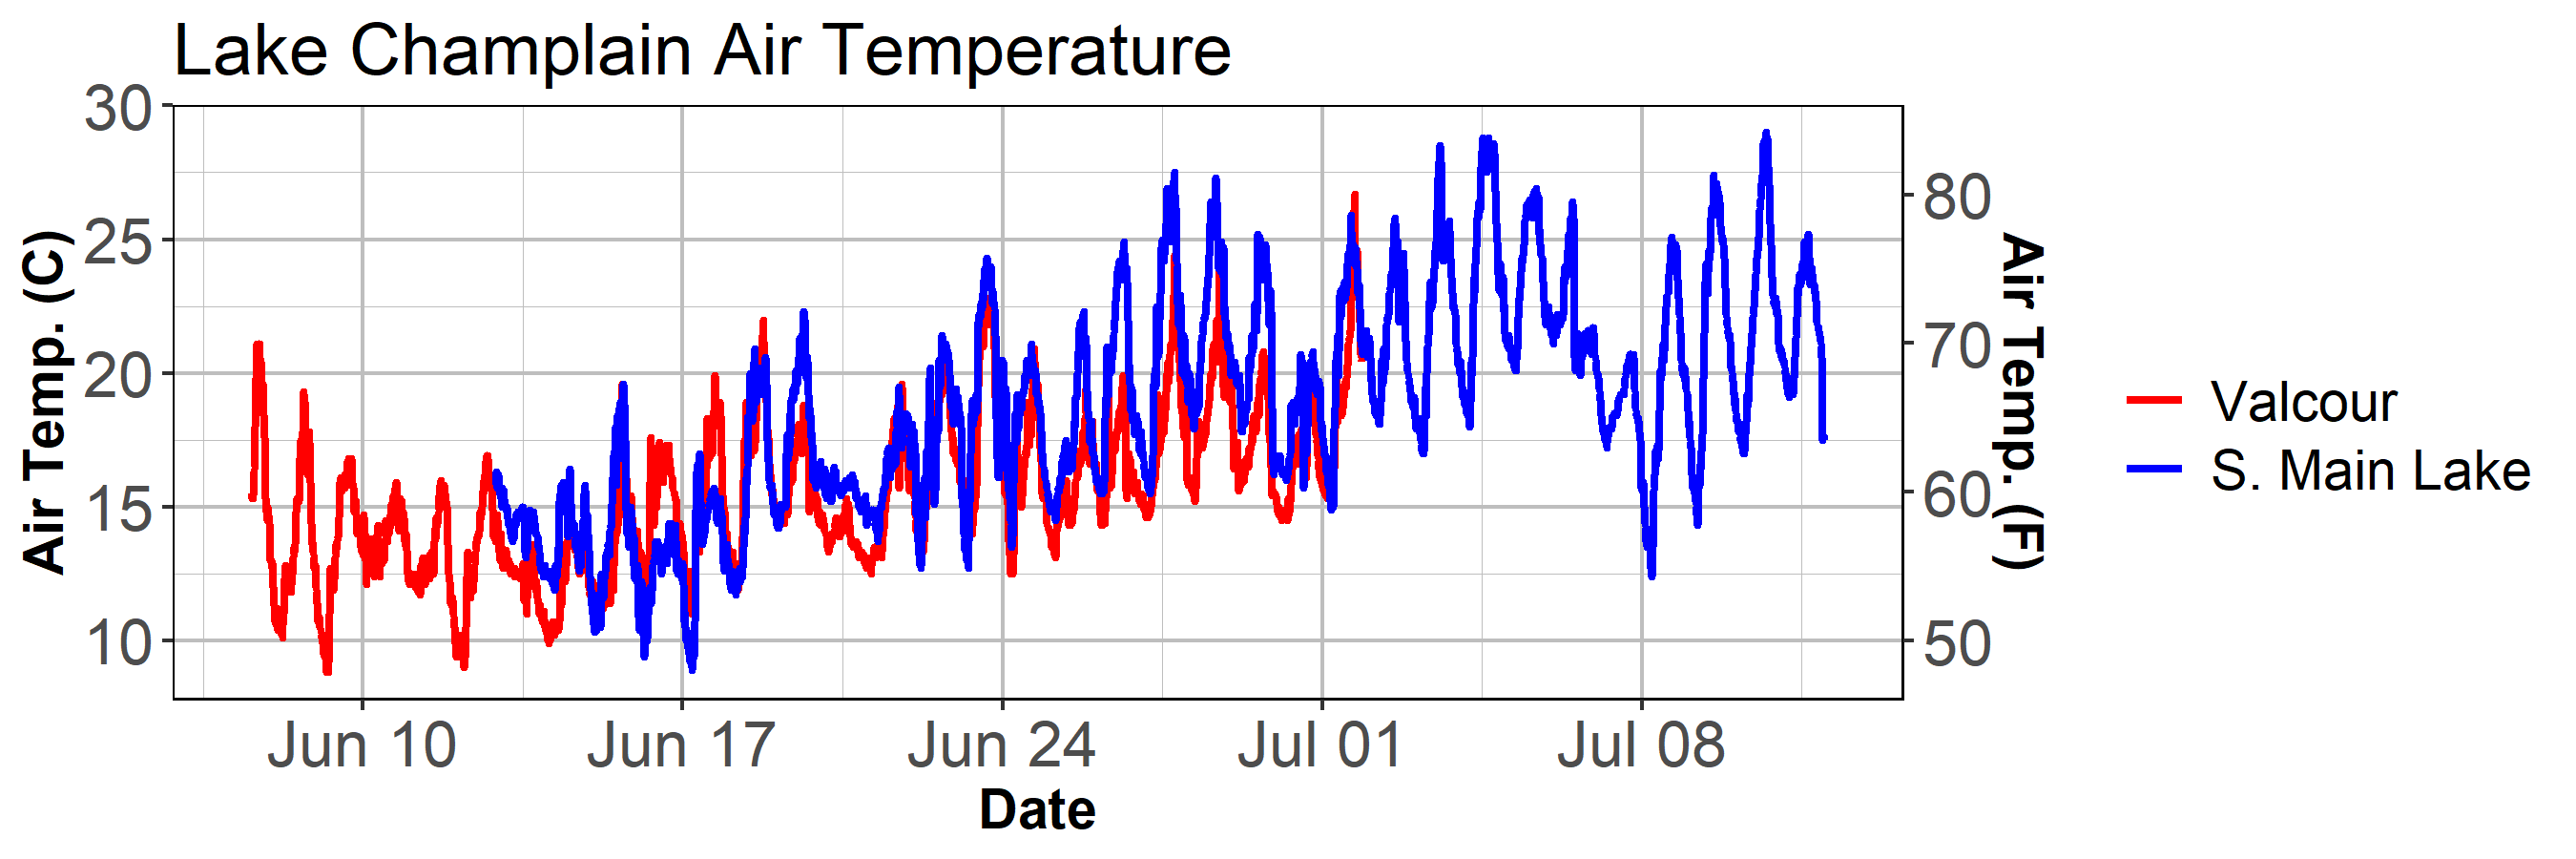 Lake Champlain Air Temperature
30
25
20
15
10
Air Temp. (C)
80
70
60
50
Air Temp. (F)
Jun 10
Jun 17
Jun 24
Jul 01
Jul 08
Date
Valcour
S. Main Lake